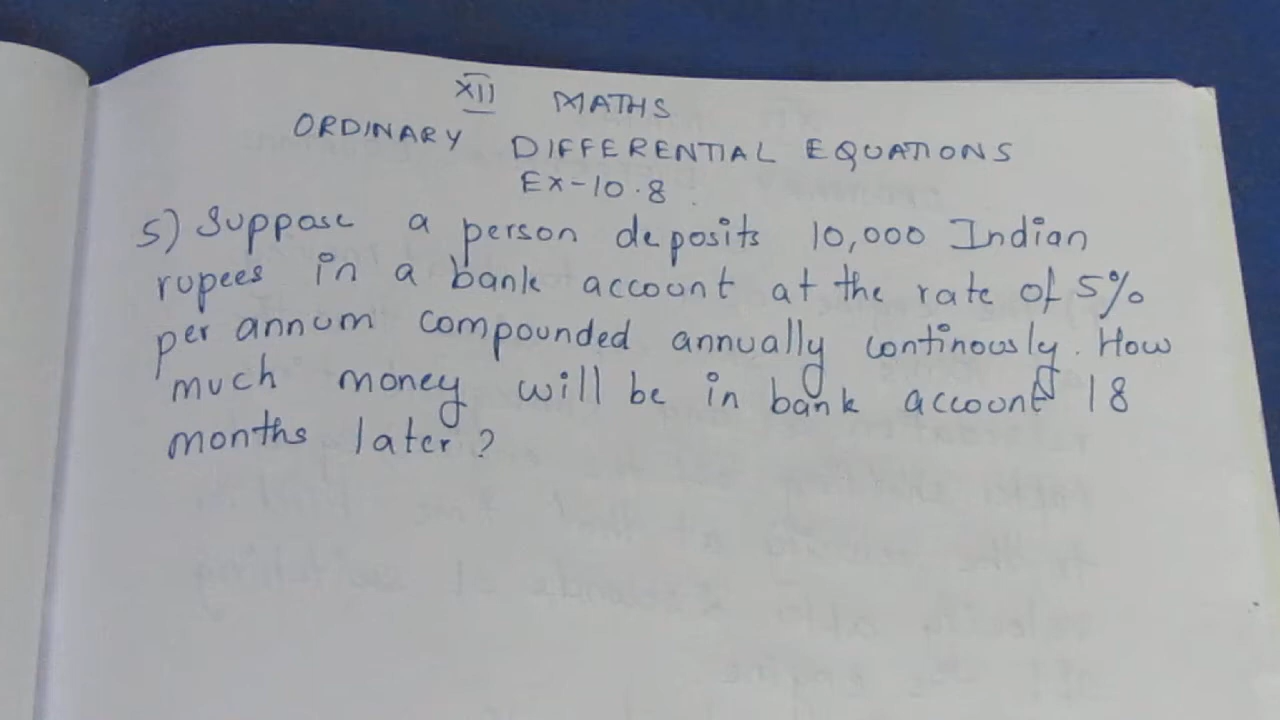 XII MATHS
ORDINARY DIFFERENTIAL EQUATIONS
Ex-10.8
5) Suppose a person deposits 10,000 Indian
rupees in a bank account at the rate of 5%
per annum compounded annually continously. How
much money will be in bank account 18
months later?